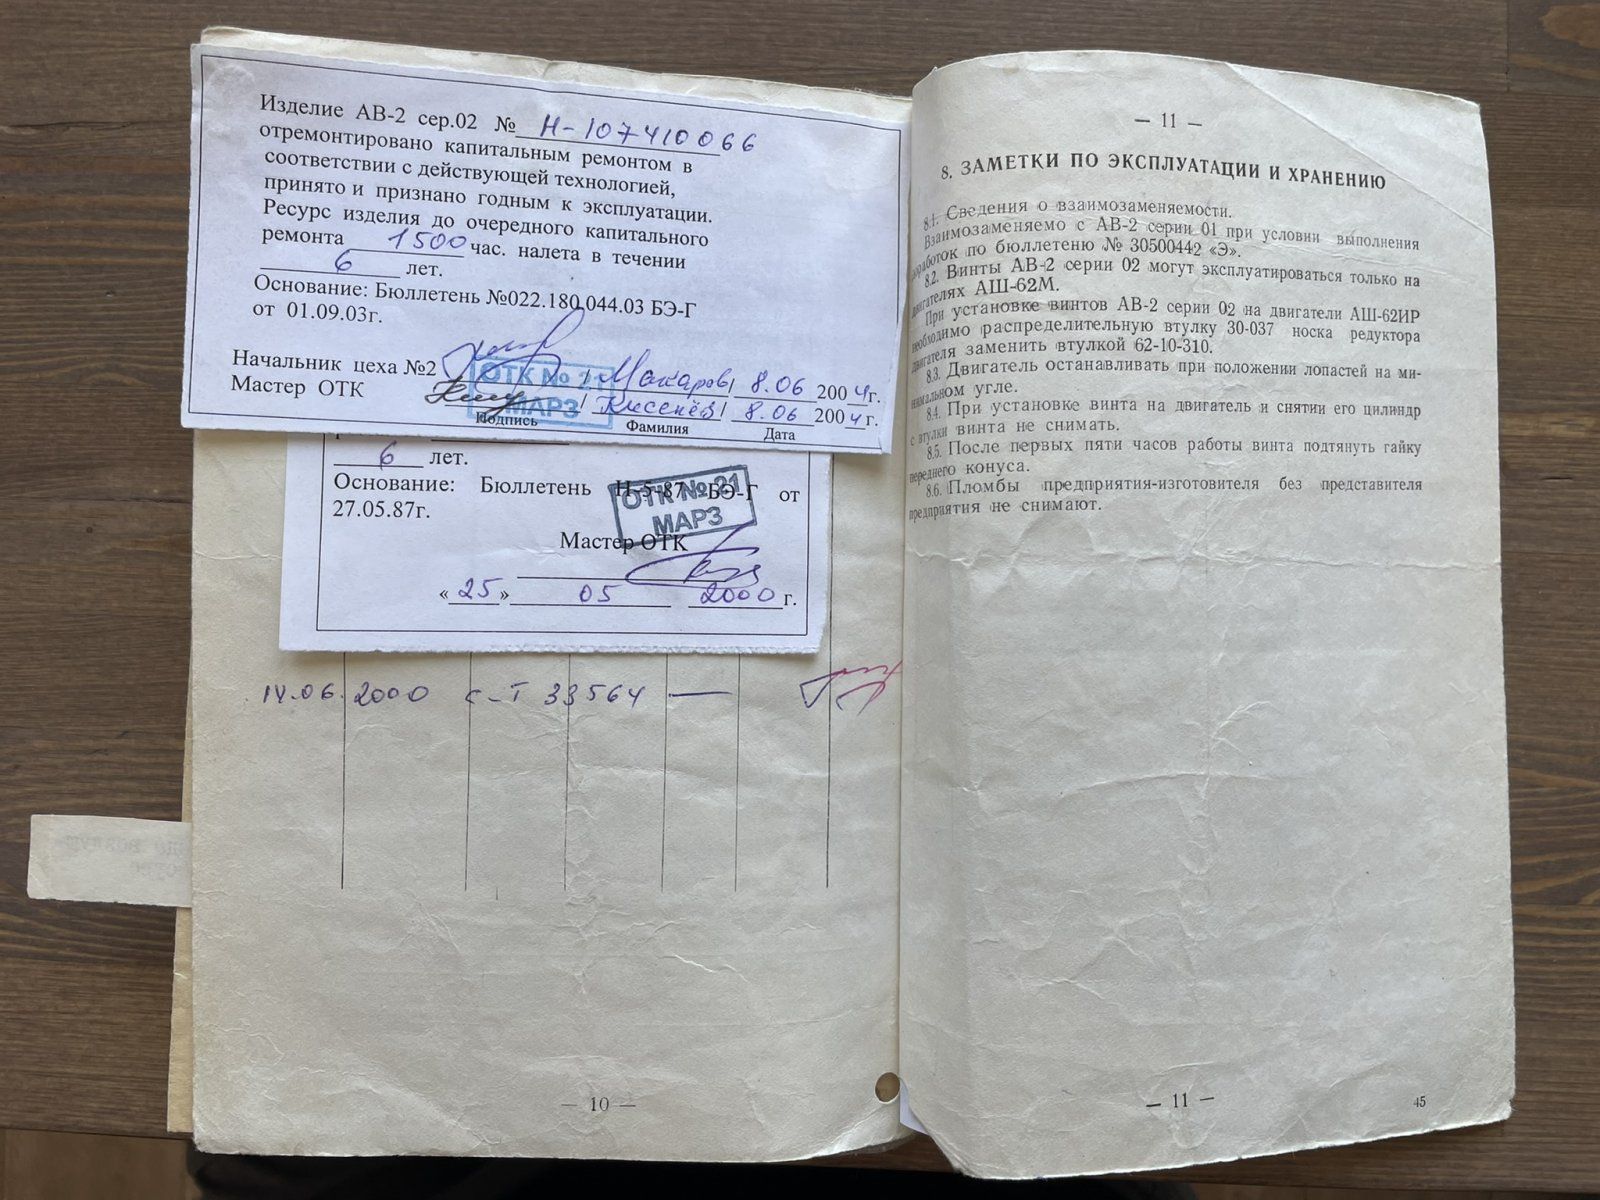 Изделие АВ-2 сер.02 № Н-107410066
отремонтировано капитальным ремонтом в
соответствии с действующей технологией,
принято и признано годным к эксплуатации.
Ресурс изделия до очередного капитального
ремонта 1500 час. налета в течении
6 лет.
Основание: Бюллетень №022.180.044.03 БЭ-Г
от 01.09.03г.
Начальник цеха №2 / Макаров / 8.06 2004г.
Мастер ОТК / Киселёв / 8.06 2004г.
Подпись Фамилия Дата
ОТК № 21
МАРЗ
6 лет.
Основание: Бюллетень Н-5-87 БЭ-Г от
27.05.87г.
ОТК № 21
МАРЗ
Мастер ОТК
«25» 05 2000 г.
14.06. 2000 с-т 33564 —
— 10 —
— 11 —
8. ЗАМЕТКИ ПО ЭКСПЛУАТАЦИИ И ХРАНЕНИЮ
8.1. Сведения о взаимозаменяемости.
Взаимозаменяемо с АВ-2 серии 01 при условии выполнения
по бюллетеню № 30500442 «Э».
8.2. Винты АВ-2 серии 02 могут эксплуатироваться только на
двигателях АШ-62М.
При установке винтов АВ-2 серии 02 на двигатели АШ-62ИР
необходимо распределительную втулку 30-037 носка редуктора
двигателя заменить втулкой 62-10-310.
8.3. Двигатель останавливать при положении лопастей на ми-
нимальном угле.
8.4. При установке винта на двигатель и снятии его цилиндр
с втулки винта не снимать.
8.5. После первых пяти часов работы винта подтянуть гайку
переднего конуса.
8.6. Пломбы предприятия-изготовителя без представителя
предприятия не снимают.
— 11 —
45